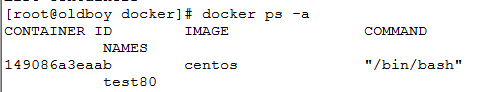 [root@oldboy docker]# docker ps -a
CONTAINER ID IMAGE COMMAND
NAMES
149086a3eaab centos "/bin/bash"
test80